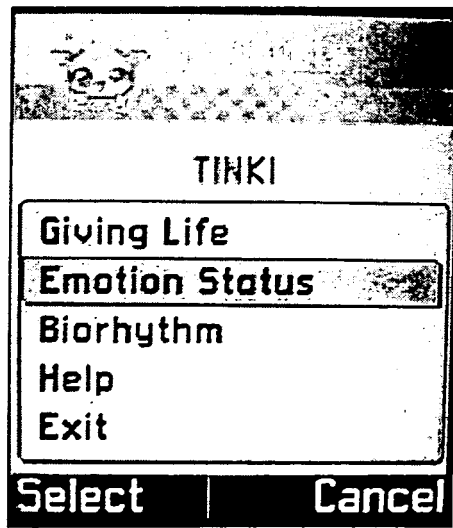 TINKI
Giving Life
Emotion Status
Biorhythm
Help
Exit
Select Cancel